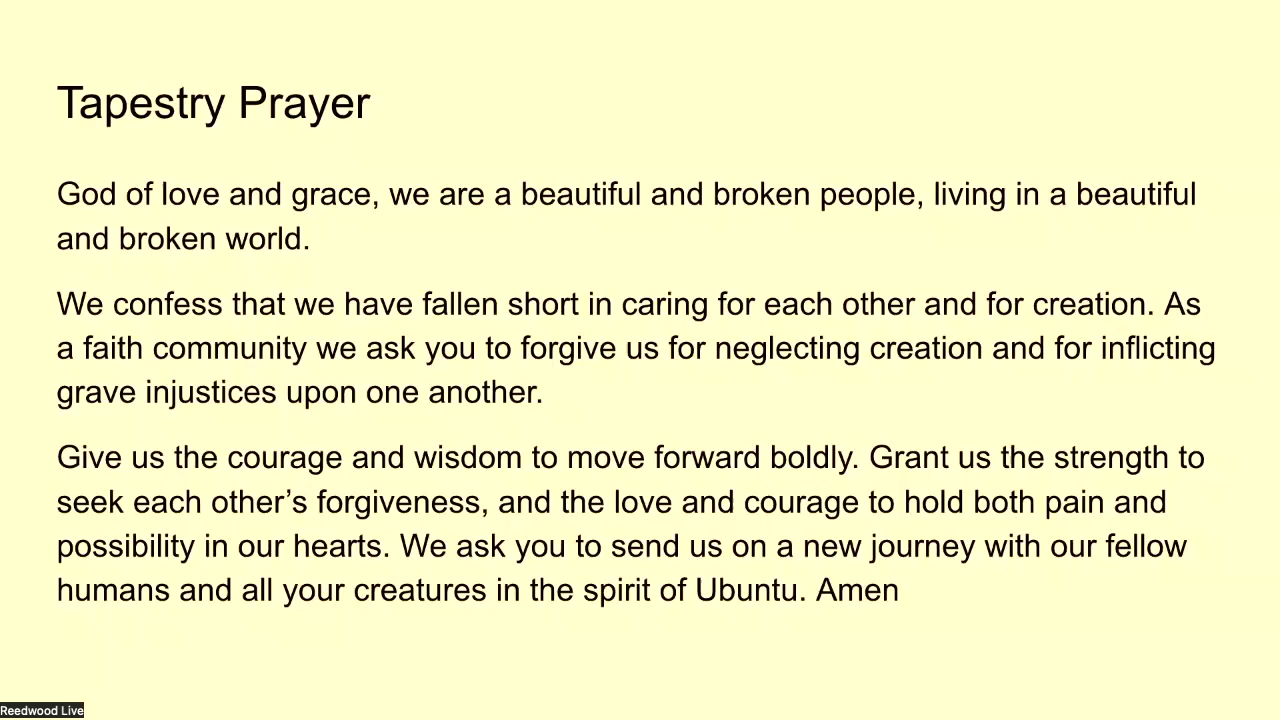 Tapestry Prayer
God of love and grace, we are a beautiful and broken people, living in a beautiful
and broken world.
We confess that we have fallen short in caring for each other and for creation. As
a faith community we ask you to forgive us for neglecting creation and for inflicting
grave injustices upon one another.
Give us the courage and wisdom to move forward boldly. Grant us the strength to
seek each other’s forgiveness, and the love and courage to hold both pain and
possibility in our hearts. We ask you to send us on a new journey with our fellow
humans and all your creatures in the spirit of Ubuntu. Amen
Reedwood Live